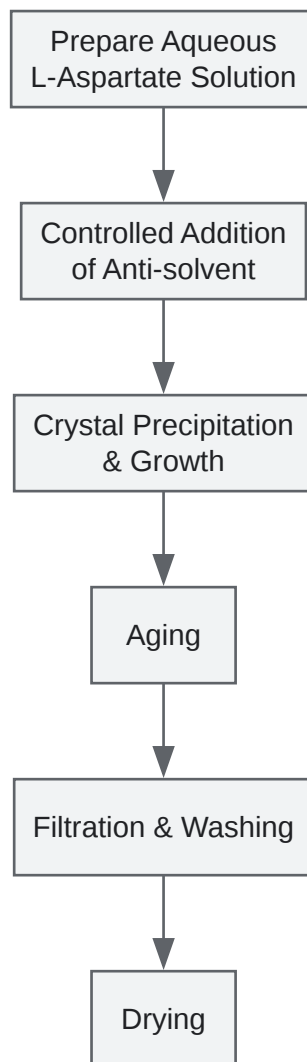 Prepare Aqueous
L-Aspartate Solution
Controlled Addition
of Anti-solvent
Crystal Precipitation
& Growth
Aging
Filtration & Washing
Drying